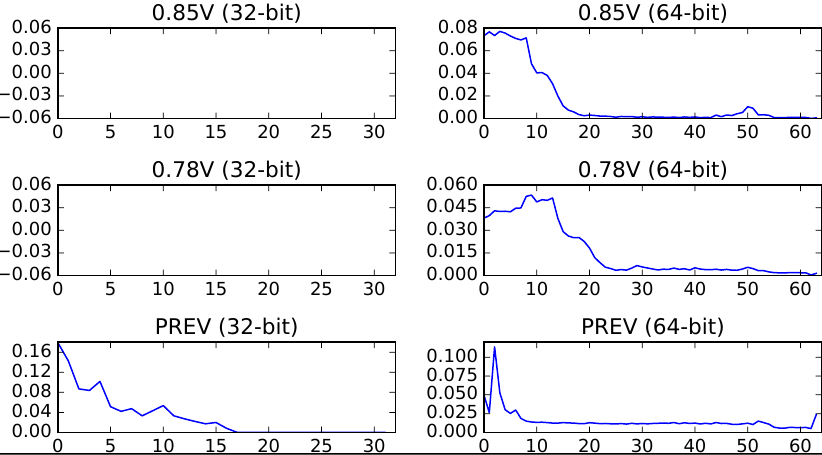 0.85V (32-bit)
0.06
0.03
0.00
−0.03
−0.06
0 5 10 15 20 25 30
0.85V (64-bit)
0.08
0.06
0.04
0.02
0.00
0 10 20 30 40 50 60
0.78V (32-bit)
0.06
0.03
0.00
−0.03
−0.06
0 5 10 15 20 25 30
0.78V (64-bit)
0.060
0.045
0.030
0.015
0.000
0 10 20 30 40 50 60
PREV (32-bit)
0.16
0.12
0.08
0.04
0.00
0 5 10 15 20 25 30
PREV (64-bit)
0.100
0.075
0.050
0.025
0.000
0 10 20 30 40 50 60